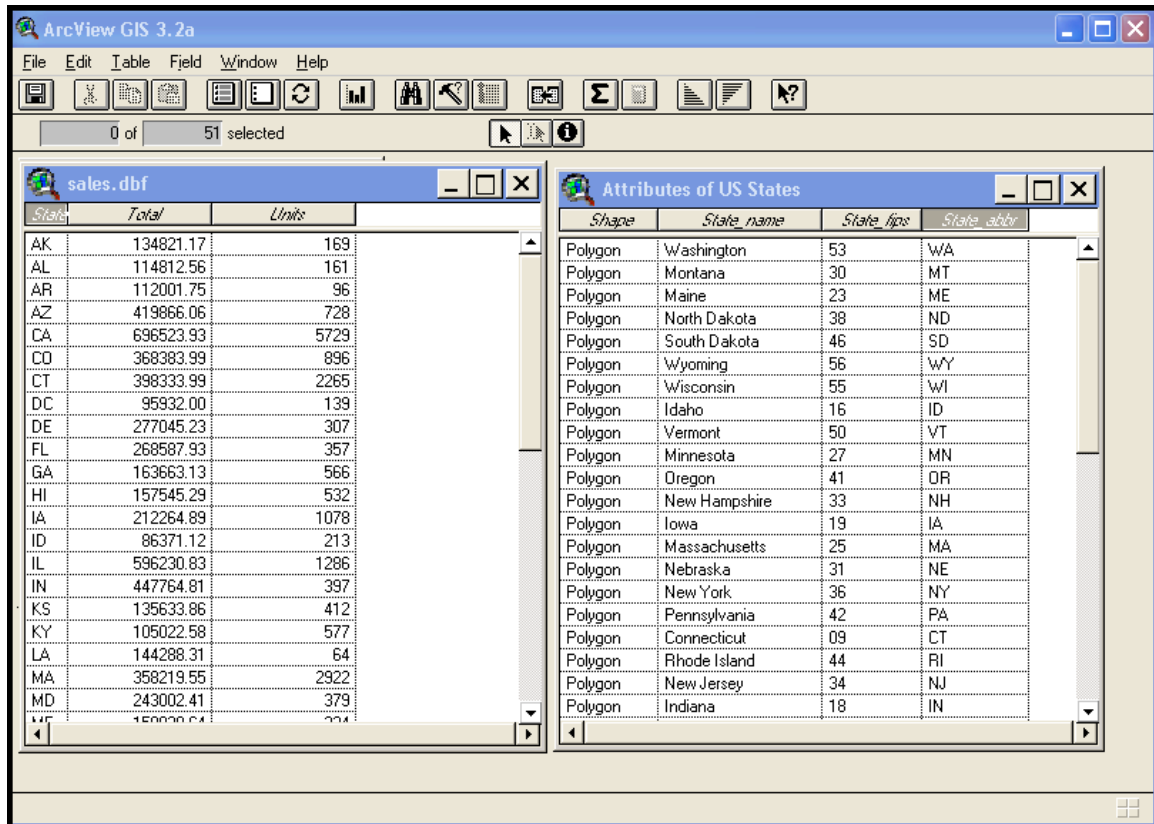 ArcView GIS 3.2a
File Edit Table Field Window Help
0 of 51 selected
sales.dbf
State Total Units
AK 134821.17 169
AL 114812.56 161
AR 112001.75 96
AZ 419866.06 728
CA 696523.93 5729
CO 368383.99 896
CT 398333.99 2265
DC 95932.00 139
DE 277045.23 307
FL 268587.93 357
GA 163663.13 566
HI 157545.29 532
IA 212264.89 1078
ID 86371.12 213
IL 596230.83 1286
IN 447764.81 397
KS 135633.86 412
KY 105022.58 577
LA 144288.31 64
MA 358219.55 2922
MD 243002.41 379
Attributes of US States
Shape State_name State_fips State_abbr
Polygon Washington 53 WA
Polygon Montana 30 MT
Polygon Maine 23 ME
Polygon North Dakota 38 ND
Polygon South Dakota 46 SD
Polygon Wyoming 56 WY
Polygon Wisconsin 55 WI
Polygon Idaho 16 ID
Polygon Vermont 50 VT
Polygon Minnesota 27 MN
Polygon Oregon 41 OR
Polygon New Hampshire 33 NH
Polygon Iowa 19 IA
Polygon Massachusetts 25 MA
Polygon Nebraska 31 NE
Polygon New York 36 NY
Polygon Pennsylvania 42 PA
Polygon Connecticut 09 CT
Polygon Rhode Island 44 RI
Polygon New Jersey 34 NJ
Polygon Indiana 18 IN